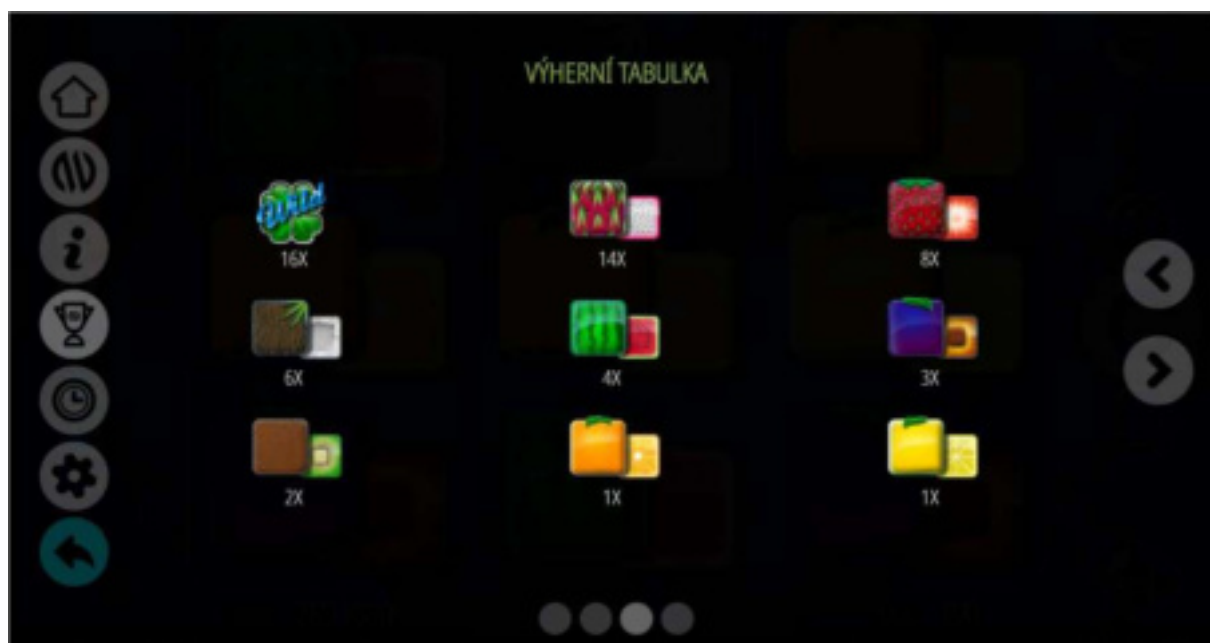 VÝHERNÍ TABULKA
Wild
16X
14X
8X
6X
4X
3X
2X
1X
1X